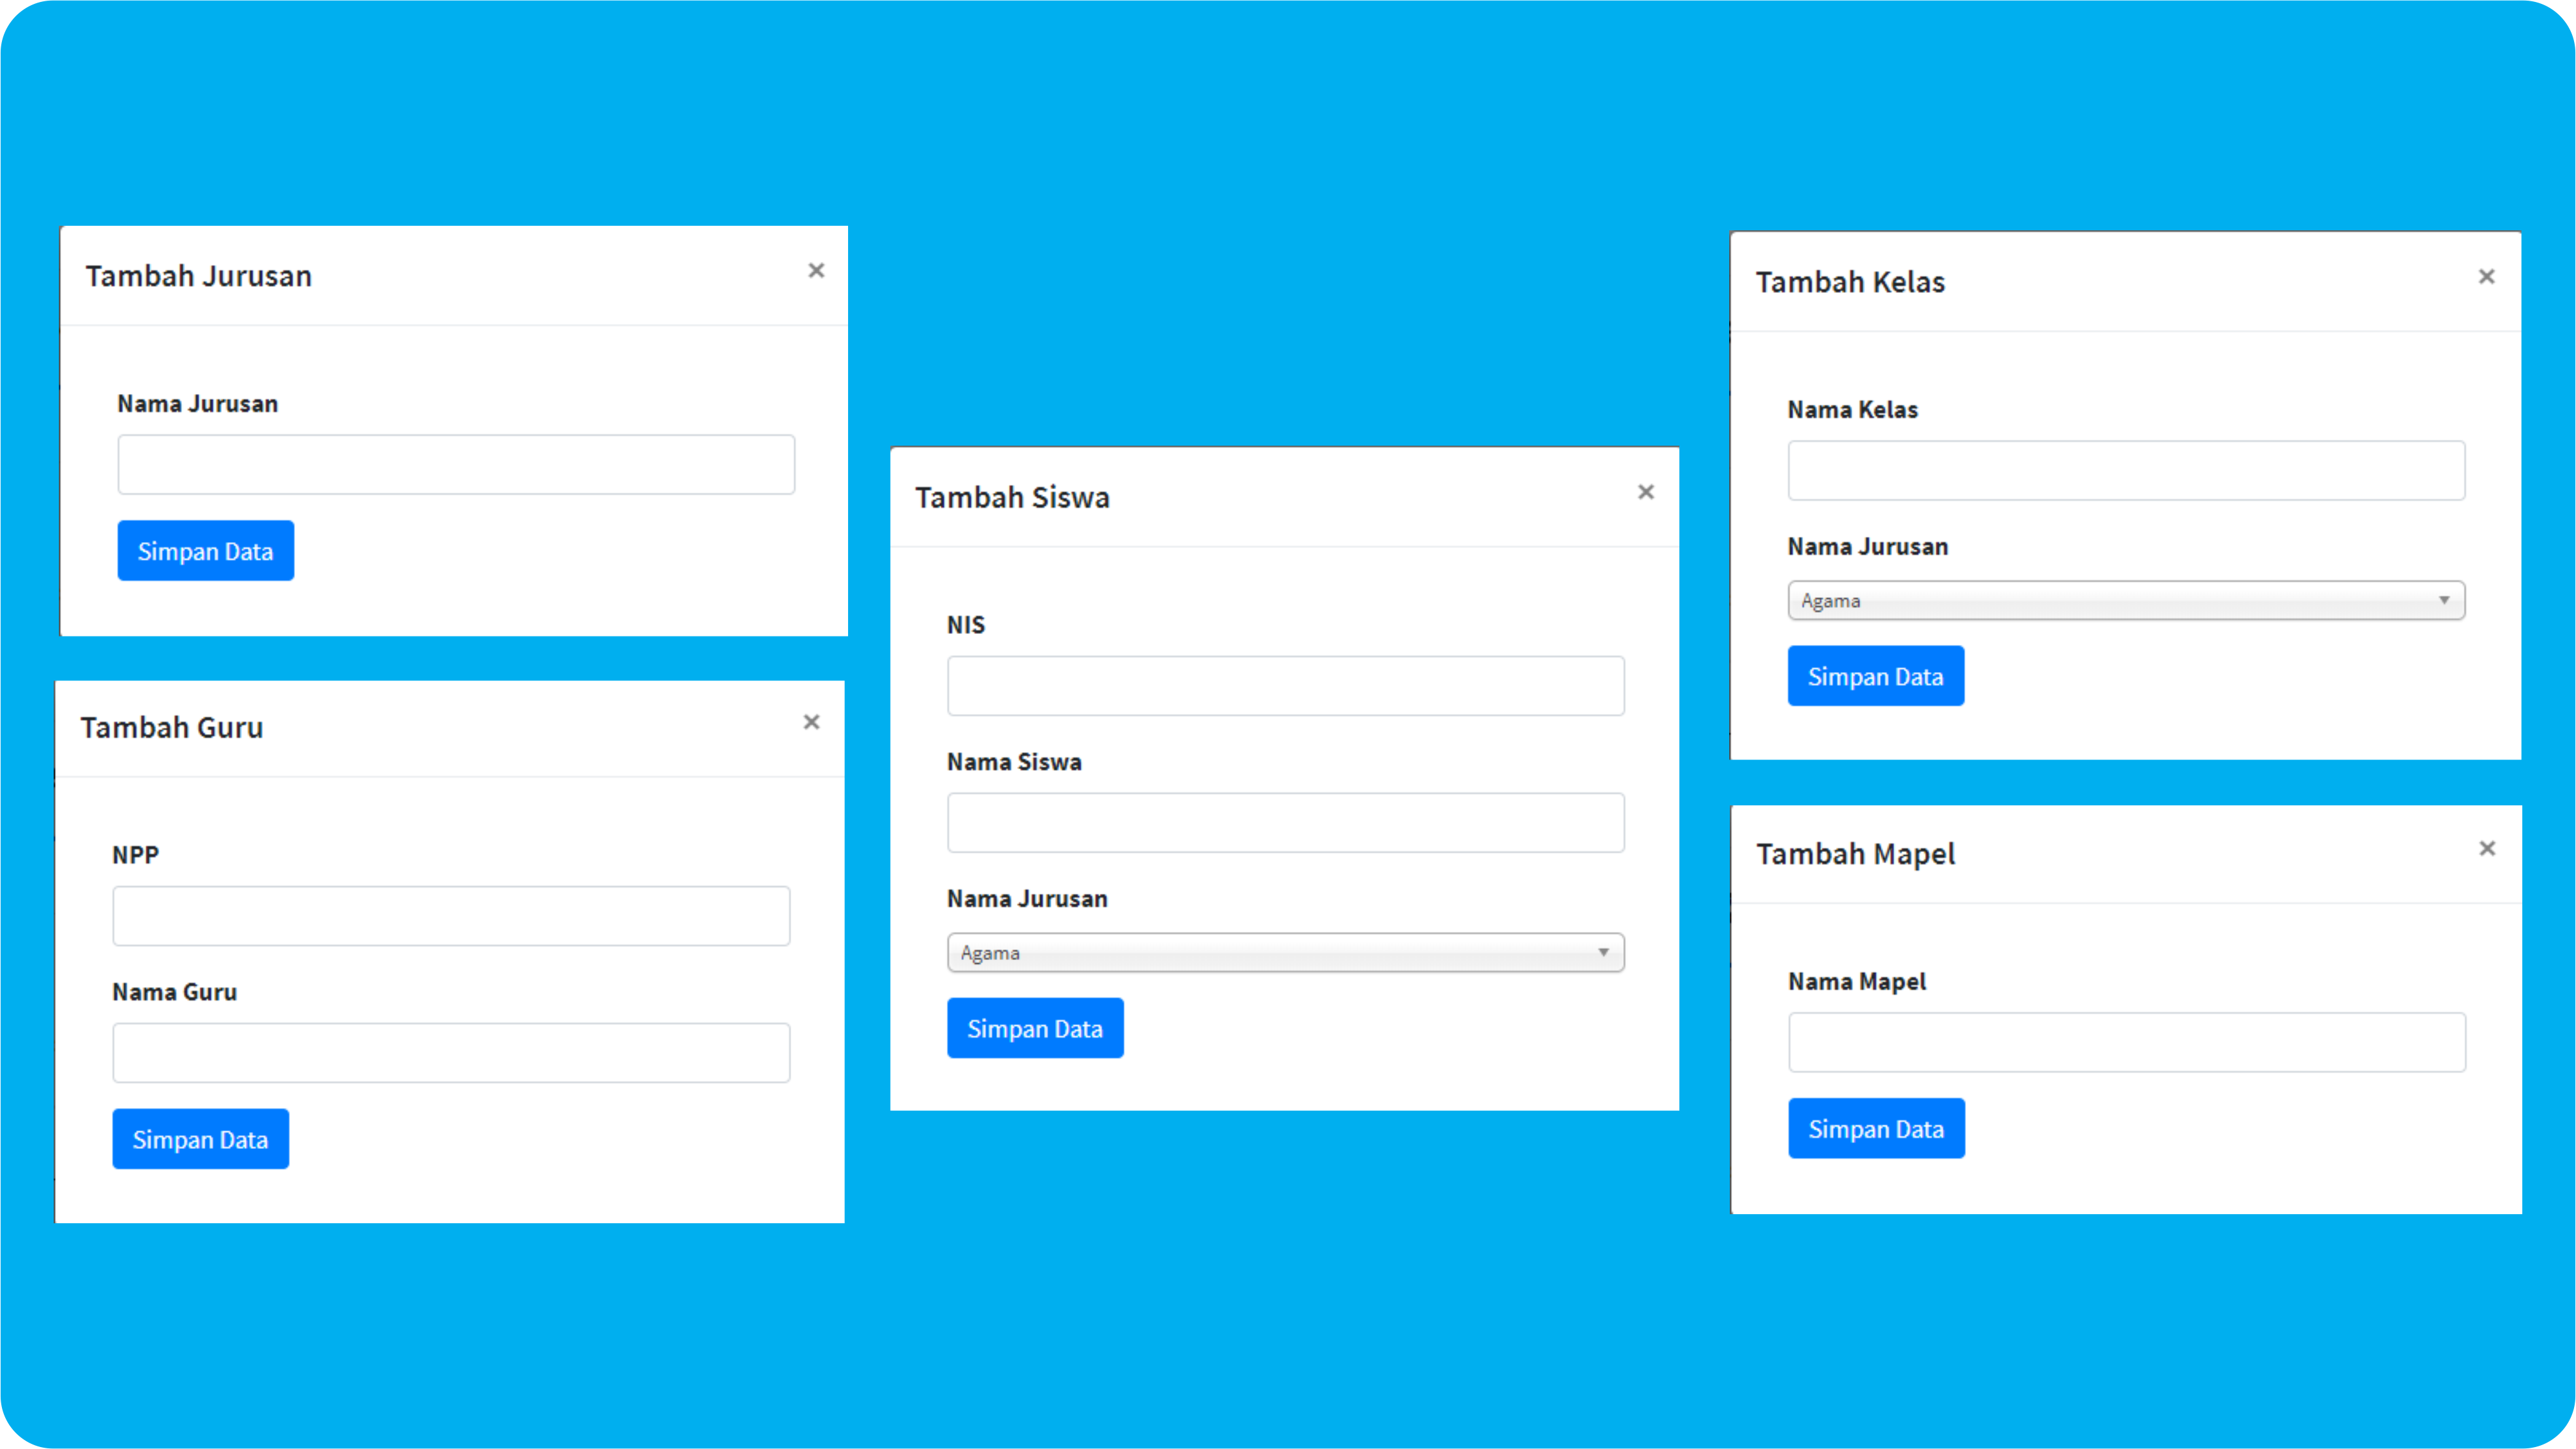 Tambah Jurusan
×
Nama Jurusan
Simpan Data
Tambah Guru
×
NPP
Nama Guru
Simpan Data
Tambah Siswa
×
NIS
Nama Siswa
Nama Jurusan
Agama
Simpan Data
Tambah Kelas
×
Nama Kelas
Nama Jurusan
Agama
Simpan Data
Tambah Mapel
×
Nama Mapel
Simpan Data